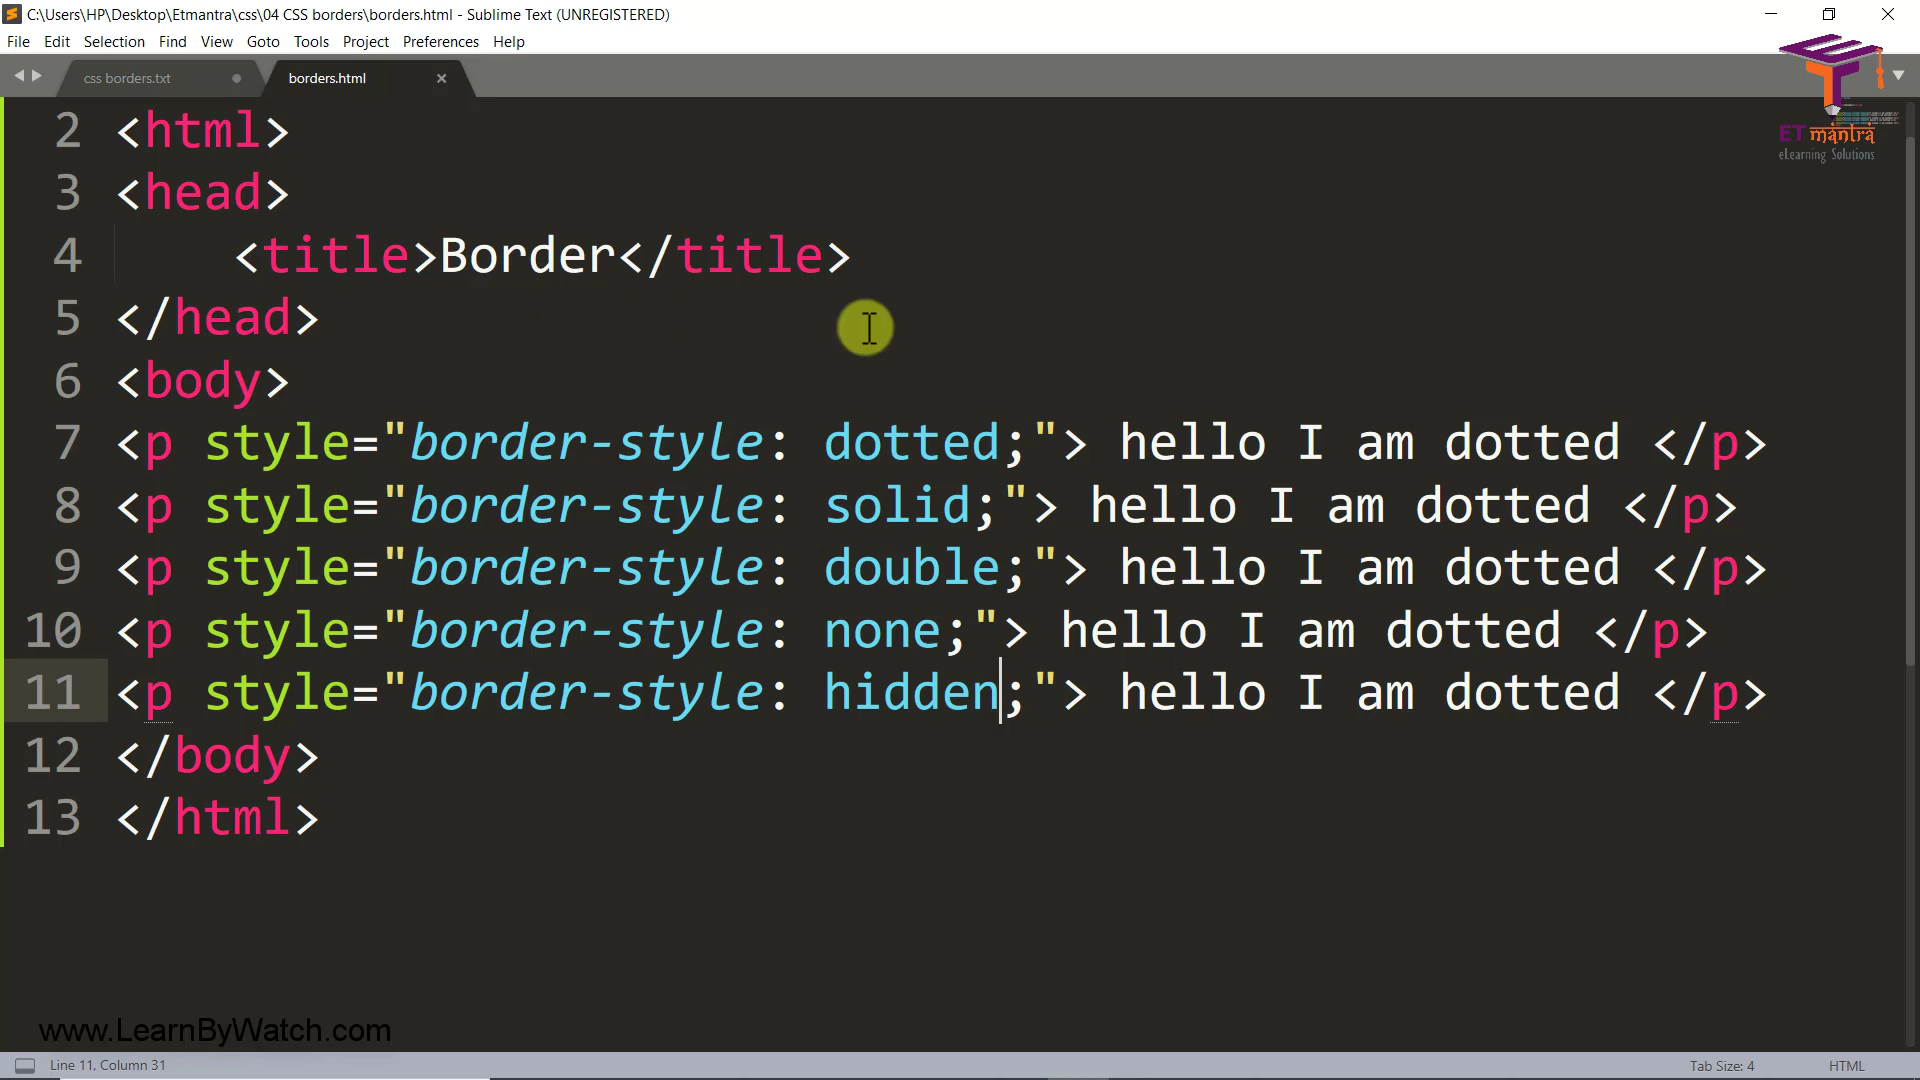 C:\Users\HP\Desktop\Etmantra\css\04 CSS borders\borders.html - Sublime Text (UNREGISTERED)
File Edit Selection Find View Goto Tools Project Preferences Help
css borders.txt borders.html
ET mantra
eLearning Solutions
2 <html>
3 <head>
4 <title>Border</title>
5 </head>
6 <body>
7 <p style="border-style: dotted;"> hello I am dotted </p>
8 <p style="border-style: solid;"> hello I am dotted </p>
9 <p style="border-style: double;"> hello I am dotted </p>
10 <p style="border-style: none;"> hello I am dotted </p>
11 <p style="border-style: hidden;"> hello I am dotted </p>
12 </body>
13 </html>
www.LearnByWatch.com
Line 11, Column 31 Tab Size: 4 HTML